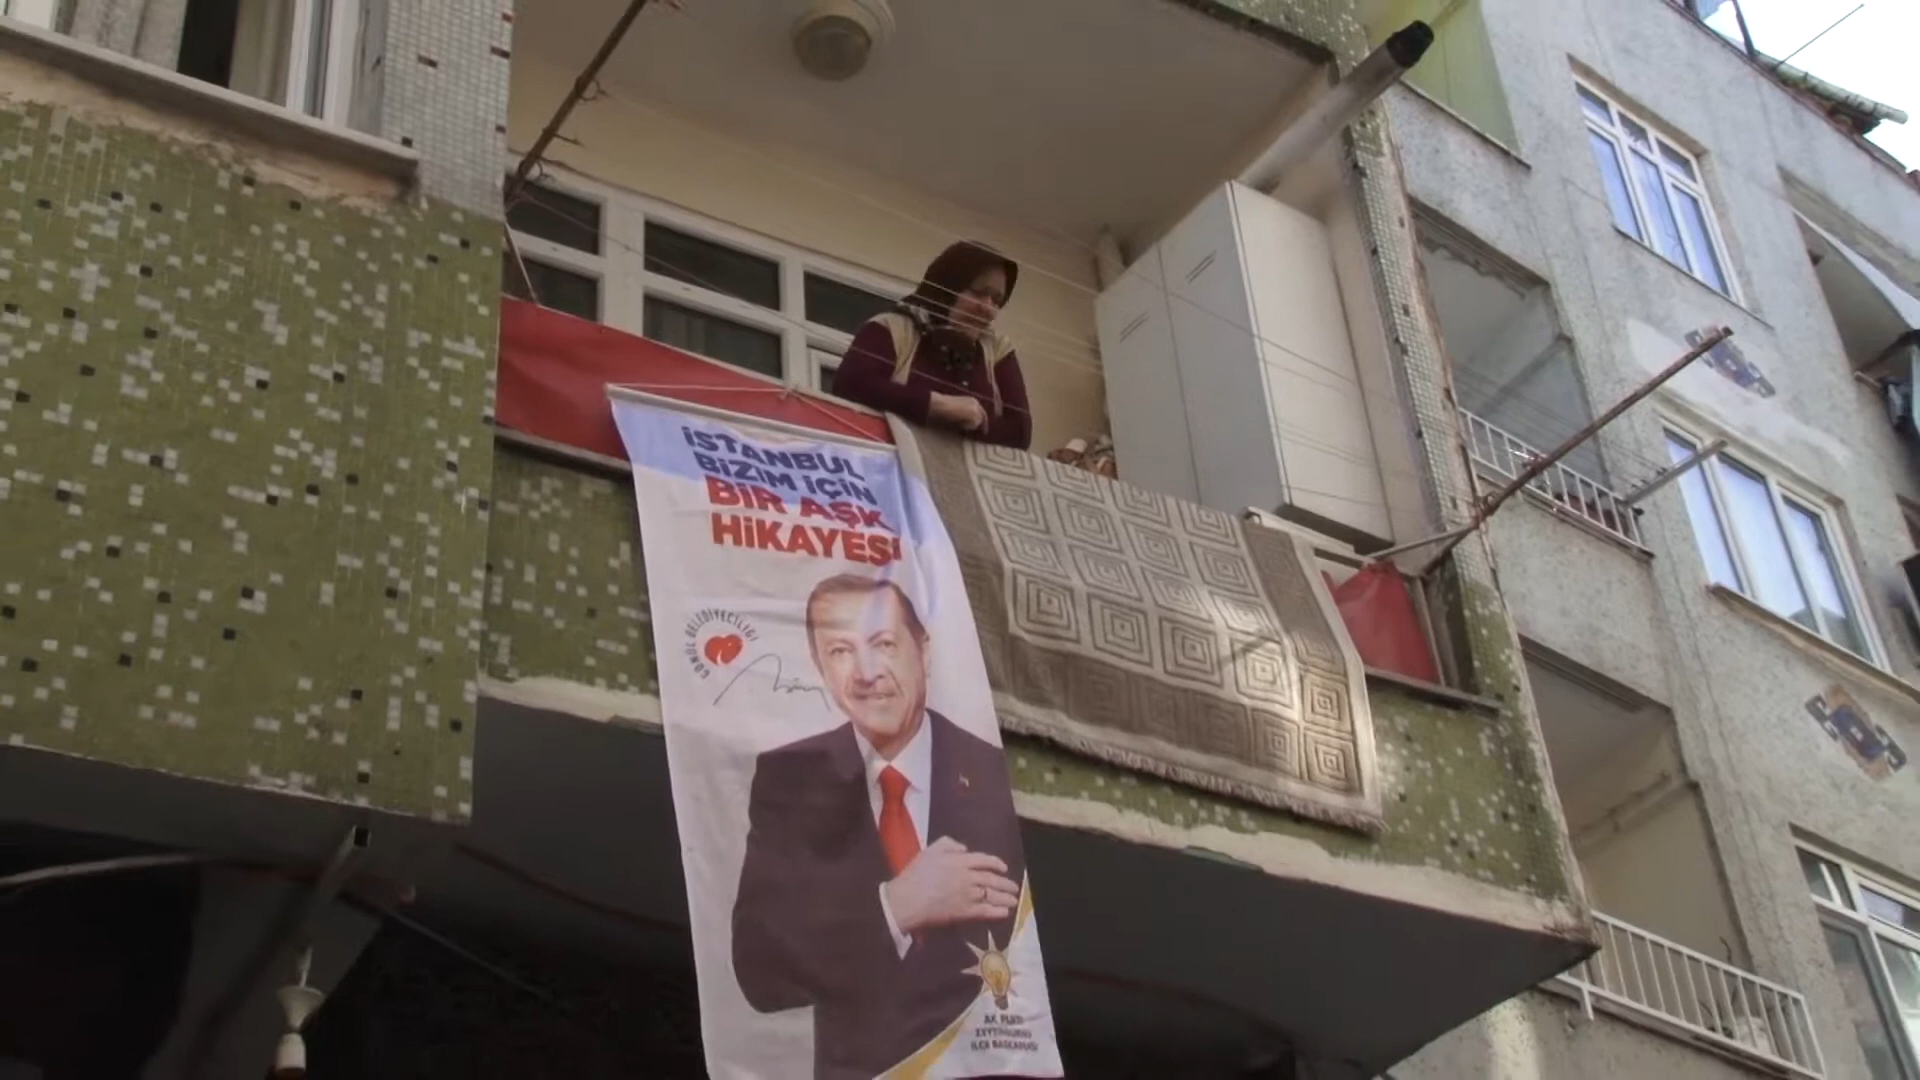 İSTANBUL
BİZİM İÇİN
BİR AŞK
HİKAYESİ
GÖNÜL BELEDİYECİLİĞİ
AK PARTİ
ZEYTİNBURNU
İLÇE BAŞKANLIĞI